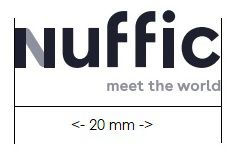 Nuffic
meet the world
<- 20 mm ->